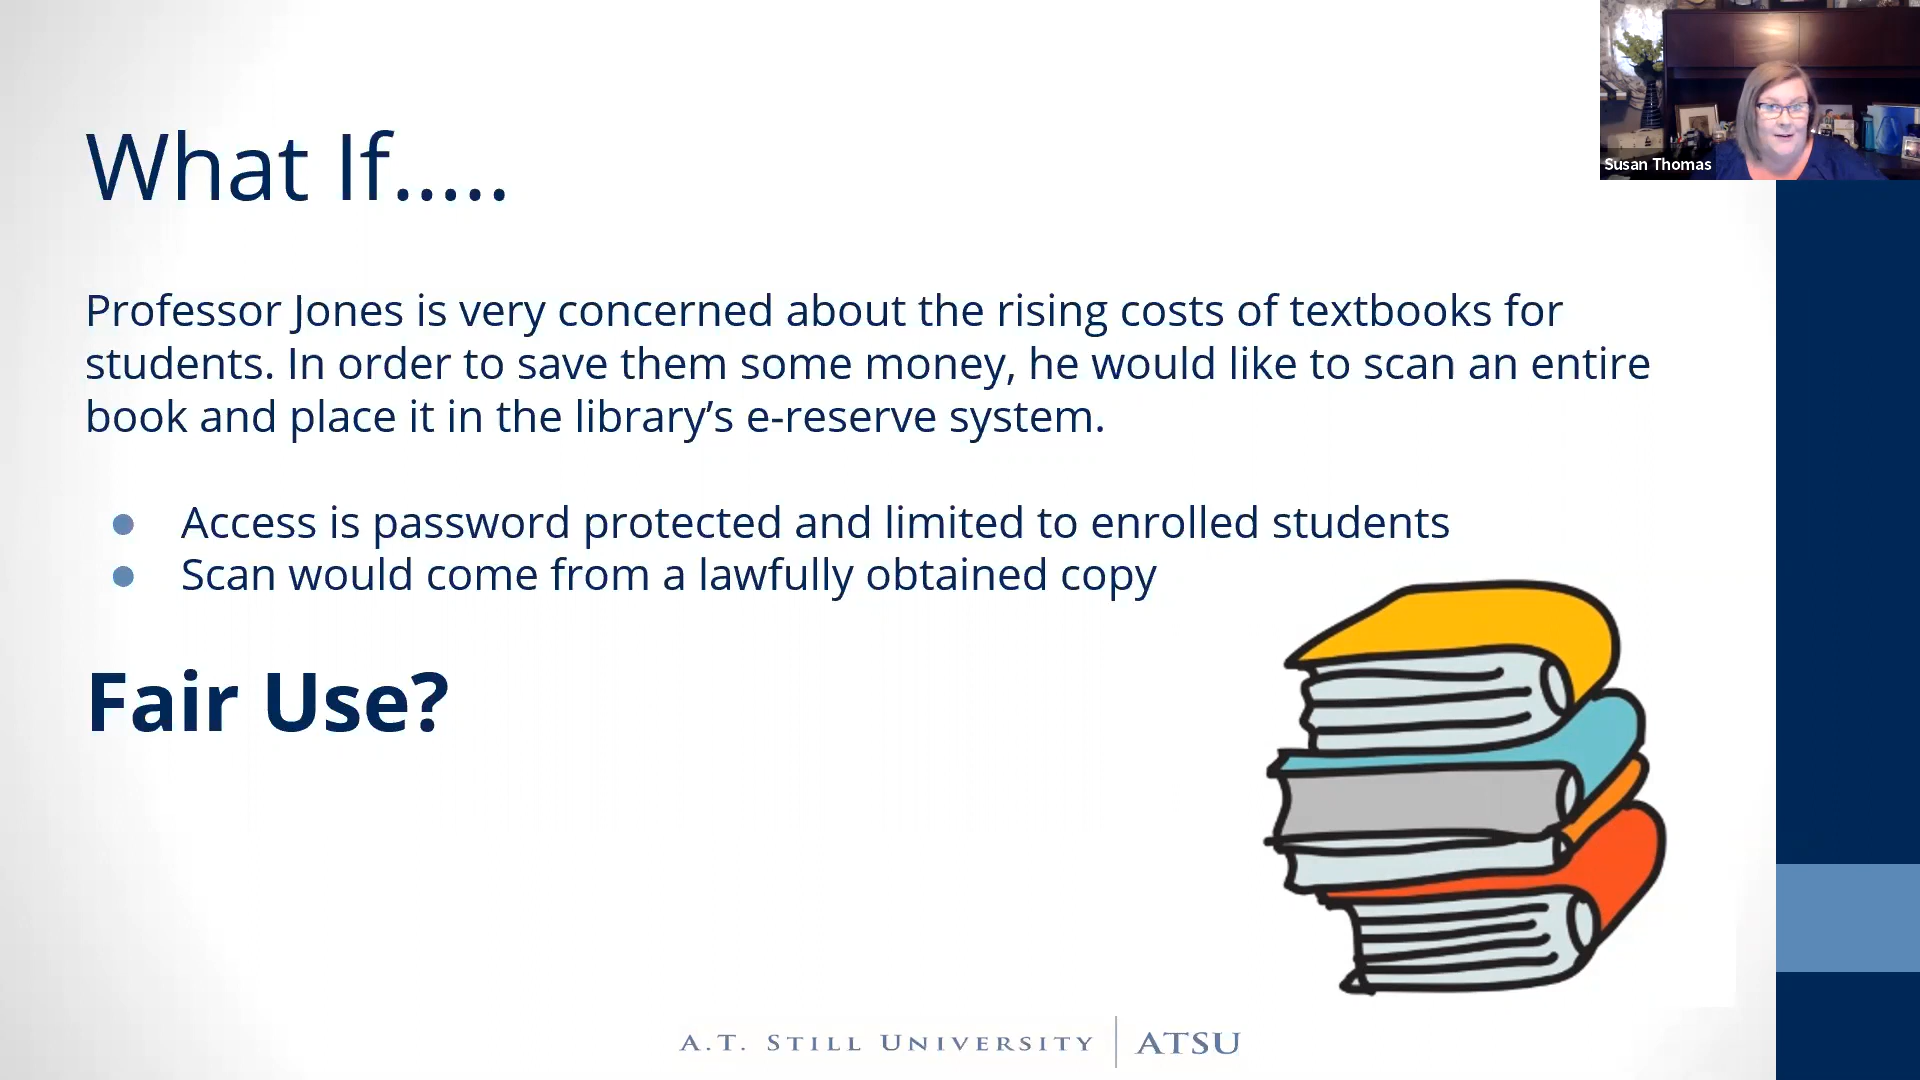 What If.....
Susan Thomas
Professor Jones is very concerned about the rising costs of textbooks for
students. In order to save them some money, he would like to scan an entire
book and place it in the library’s e-reserve system.
● Access is password protected and limited to enrolled students
● Scan would come from a lawfully obtained copy
Fair Use?
A.T. STILL UNIVERSITY | ATSU